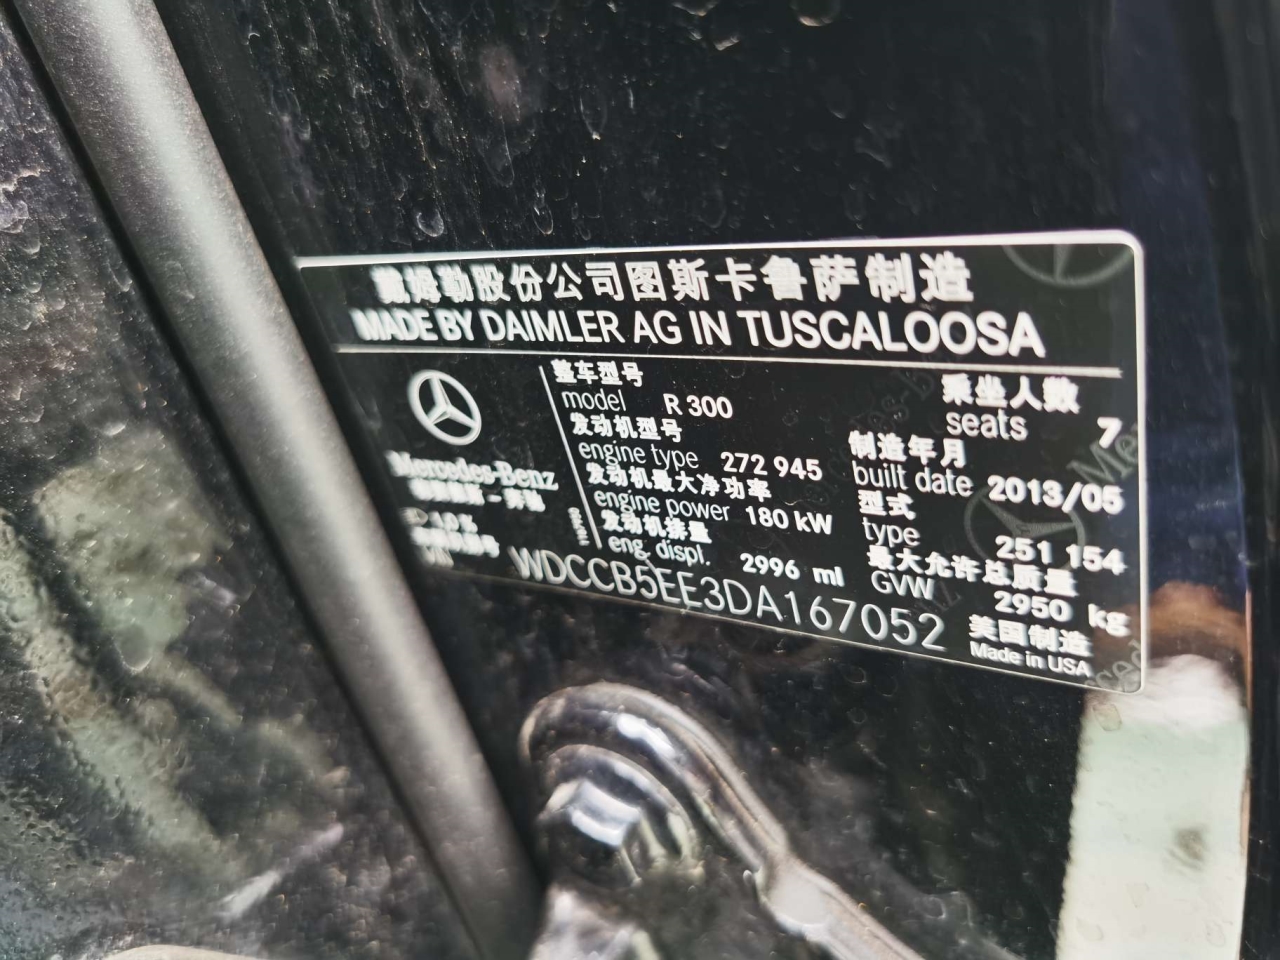 戴姆勒股份公司图斯卡鲁萨制造
MADE BY DAIMLER AG IN TUSCALOOSA
Mercedes-Benz
梅赛德斯－奔驰
整车型号
model R 300
发动机型号
engine type 272 945
发动机最大净功率
engine power 180 kW
发动机排量
eng. displ. 2996 ml
乘坐人数
seats 7
制造年月
built date 2013/05
型式
type 251 154
最大允许总质量
GVW 2950 kg
WDCCB5EE3DA167052
美国制造
Made in USA